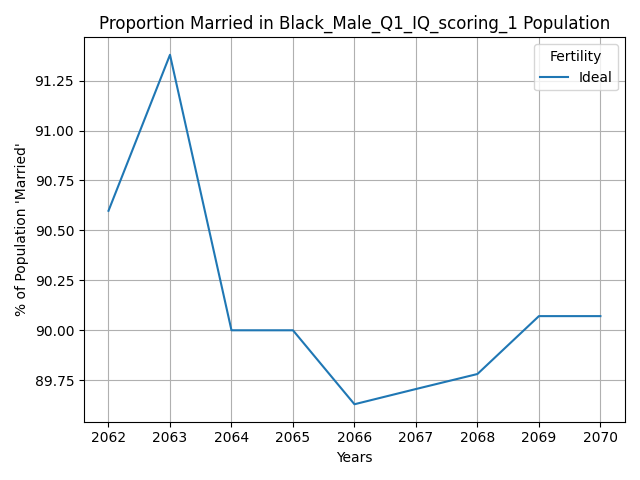 Proportion Married in Black_Male_Q1_IQ_scoring_1 Population
Fertility
Ideal
% of Population 'Married'
91.25
91.00
90.75
90.50
90.25
90.00
89.75
2062 2063 2064 2065 2066 2067 2068 2069 2070
Years